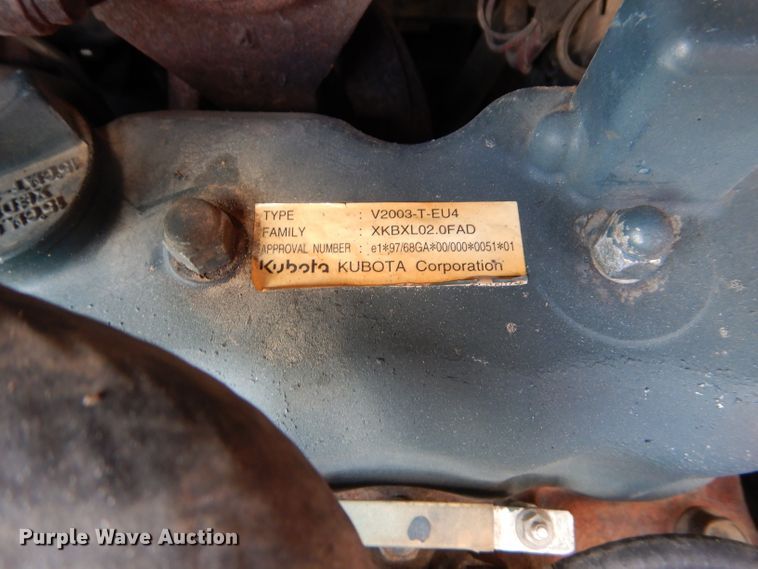 TYPE : V2003-T-EU4
FAMILY : XKBXL02.0FAD
APPROVAL NUMBER : e1*97/68GA*00/000*0051*01
Kubota KUBOTA Corporation
Purple Wave Auction